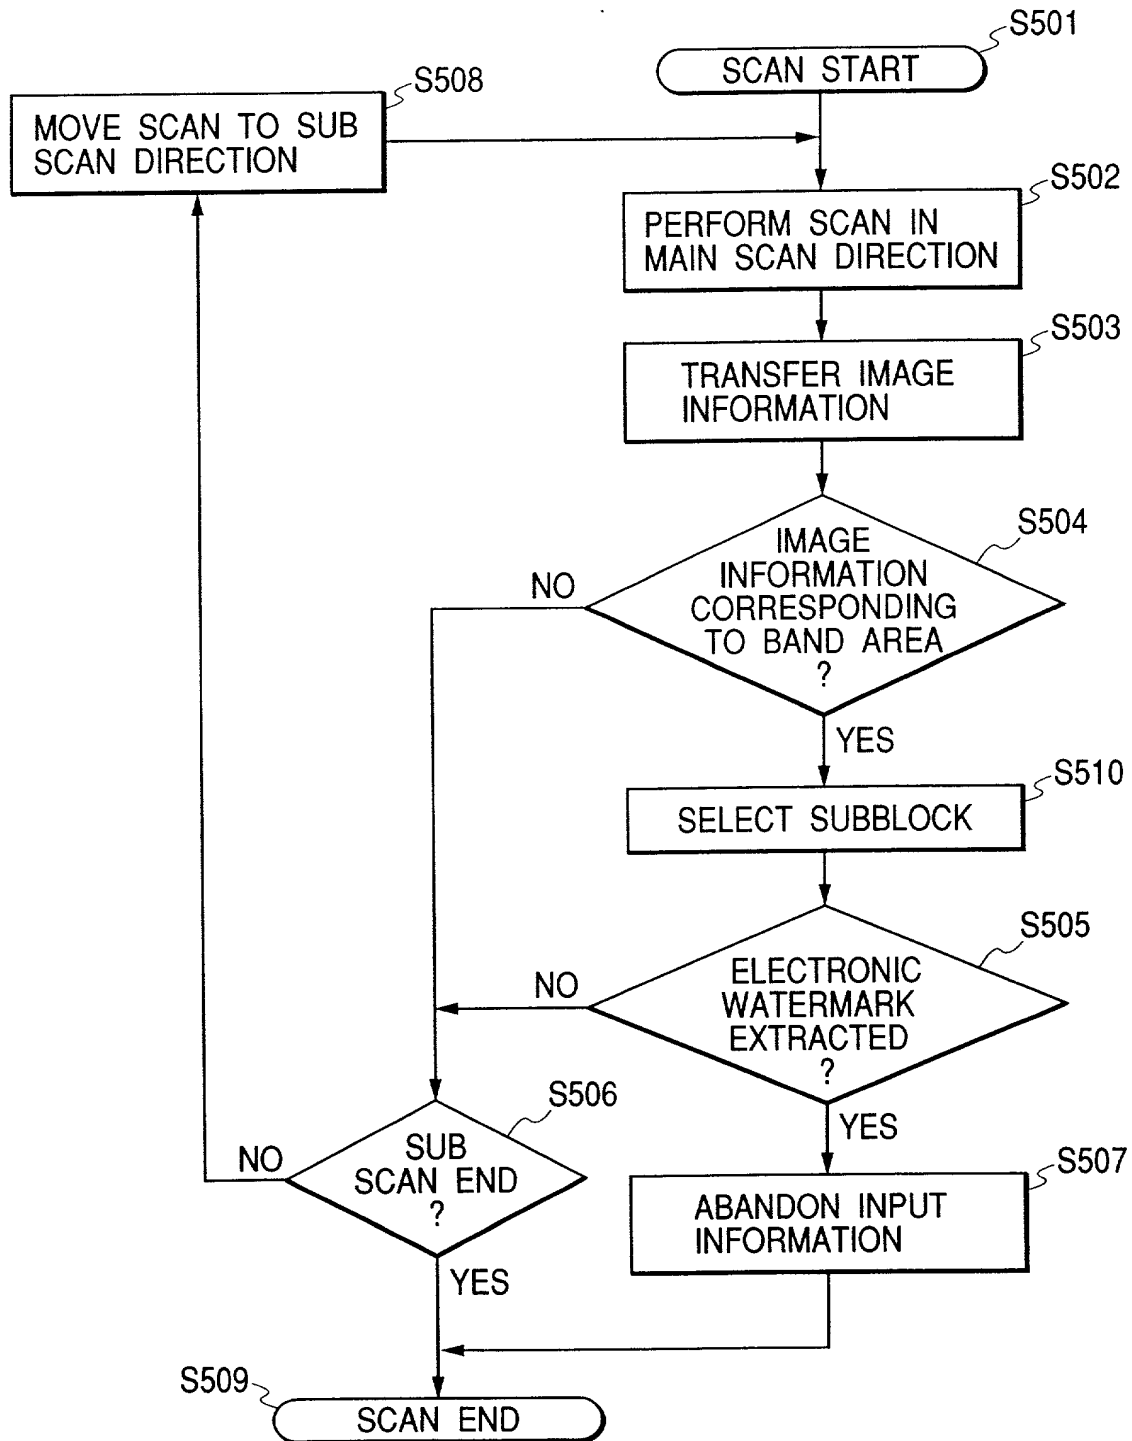 S501
SCAN START
S508
MOVE SCAN TO SUB
SCAN DIRECTION
S502
PERFORM SCAN IN
MAIN SCAN DIRECTION
S503
TRANSFER IMAGE
INFORMATION
S504
IMAGE
INFORMATION
CORRESPONDING
TO BAND AREA
?
NO
YES
S510
SELECT SUBBLOCK
S505
ELECTRONIC
WATERMARK
EXTRACTED
?
NO
YES
S506
SUB
SCAN END
?
NO
YES
S507
ABANDON INPUT
INFORMATION
S509
SCAN END